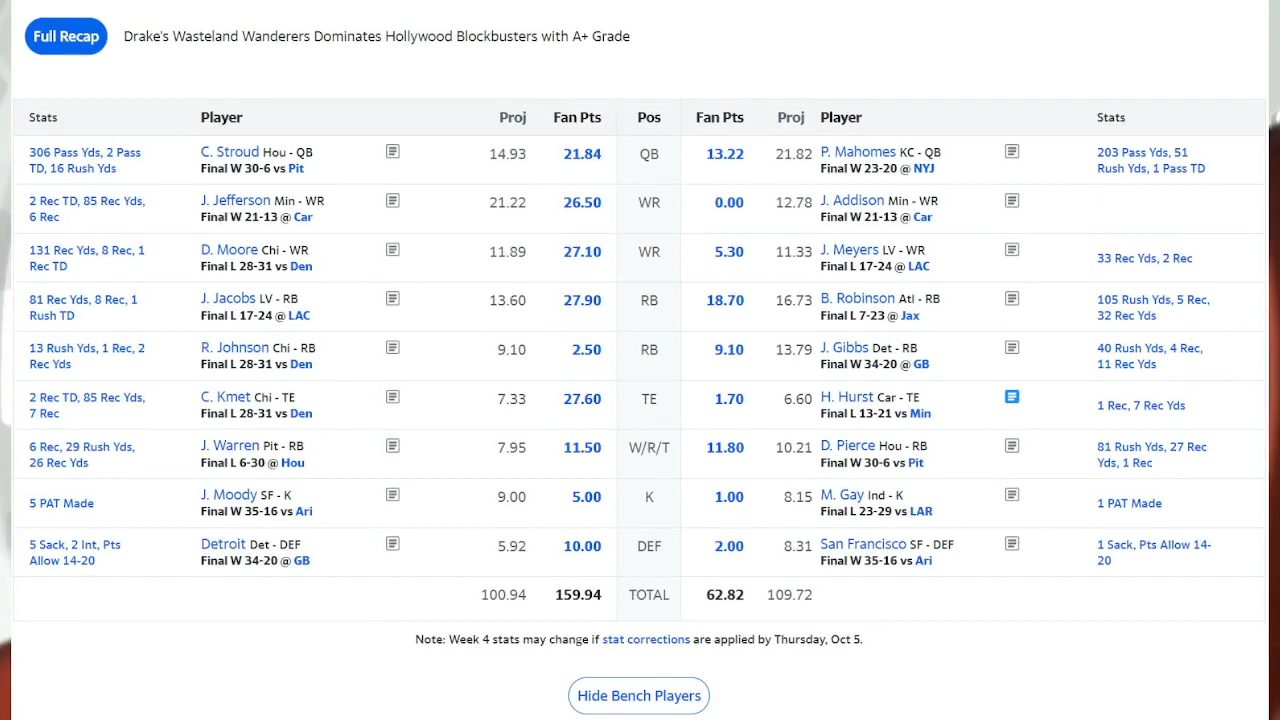 Full Recap Drake's Wasteland Wanderers Dominates Hollywood Blockbusters with A+ Grade
Stats Player Proj Fan Pts Pos Fan Pts Proj Player Stats
306 Pass Yds, 2 Pass TD, 16 Rush Yds C. Stroud Hou - QB Final W 30-6 vs Pit 14.93 21.84 QB 13.22 21.82 P. Mahomes KC - QB Final W 23-20 @ NYJ 203 Pass Yds, 51 Rush Yds, 1 Pass TD
2 Rec TD, 85 Rec Yds, 6 Rec J. Jefferson Min - WR Final W 21-13 @ Car 21.22 26.50 WR 0.00 12.78 J. Addison Min - WR Final W 21-13 @ Car
131 Rec Yds, 8 Rec, 1 Rec TD D. Moore Chi - WR Final L 28-31 vs Den 11.89 27.10 WR 5.30 11.33 J. Meyers LV - WR Final L 17-24 @ LAC 33 Rec Yds, 2 Rec
81 Rec Yds, 8 Rec, 1 Rush TD J. Jacobs LV - RB Final L 17-24 @ LAC 13.60 27.90 RB 18.70 16.73 B. Robinson Atl - RB Final L 7-23 @ Jax 105 Rush Yds, 5 Rec, 32 Rec Yds
13 Rush Yds, 1 Rec, 2 Rec Yds R. Johnson Chi - RB Final L 28-31 vs Den 9.10 2.50 RB 9.10 13.79 J. Gibbs Det - RB Final W 34-20 @ GB 40 Rush Yds, 4 Rec, 11 Rec Yds
2 Rec TD, 85 Rec Yds, 7 Rec C. Kmet Chi - TE Final L 28-31 vs Den 7.33 27.60 TE 1.70 6.60 H. Hurst Car - TE Final L 13-21 vs Min 1 Rec, 7 Rec Yds
6 Rec, 29 Rush Yds, 26 Rec Yds J. Warren Pit - RB Final L 6-30 @ Hou 7.95 11.50 W/R/T 11.80 10.21 D. Pierce Hou - RB Final W 30-6 vs Pit 81 Rush Yds, 27 Rec Yds, 1 Rec
5 PAT Made J. Moody SF - K Final W 35-16 vs Ari 9.00 5.00 K 1.00 8.15 M. Gay Ind - K Final L 23-29 vs LAR 1 PAT Made
5 Sack, 2 Int, Pts Allow 14-20 Detroit Det - DEF Final W 34-20 @ GB 5.92 10.00 DEF 2.00 8.31 San Francisco SF - DEF Final W 35-16 vs Ari 1 Sack, Pts Allow 14-20
100.94 159.94 TOTAL 62.82 109.72
Note: Week 4 stats may change if stat corrections are applied by Thursday, Oct 5.
Hide Bench Players